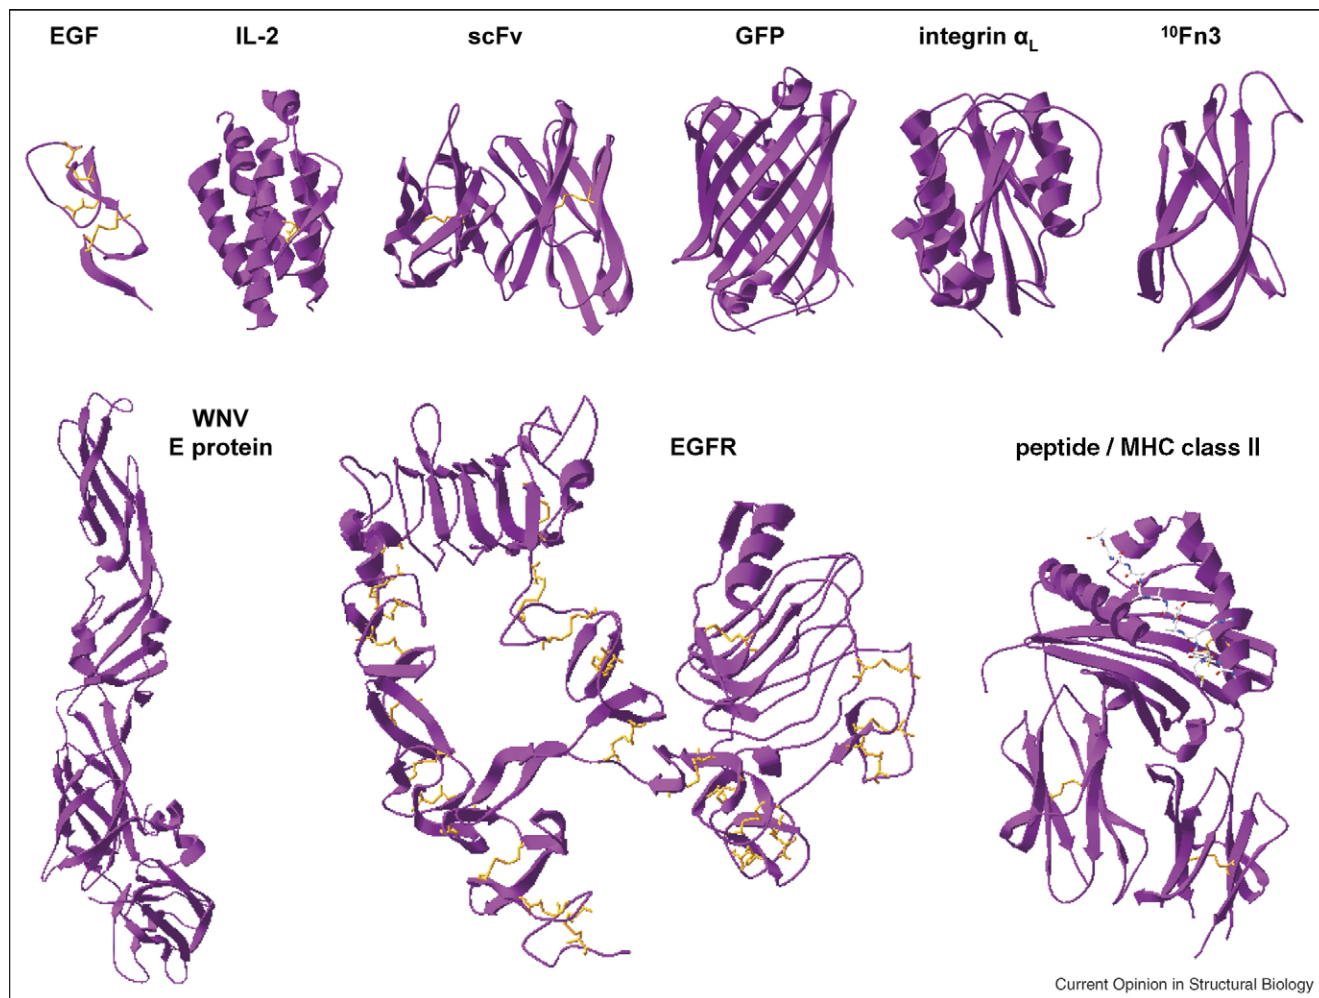 EGF
IL-2
scFv
GFP
integrin αL
10Fn3
WNV
E protein
EGFR
peptide / MHC class II
Current Opinion in Structural Biology